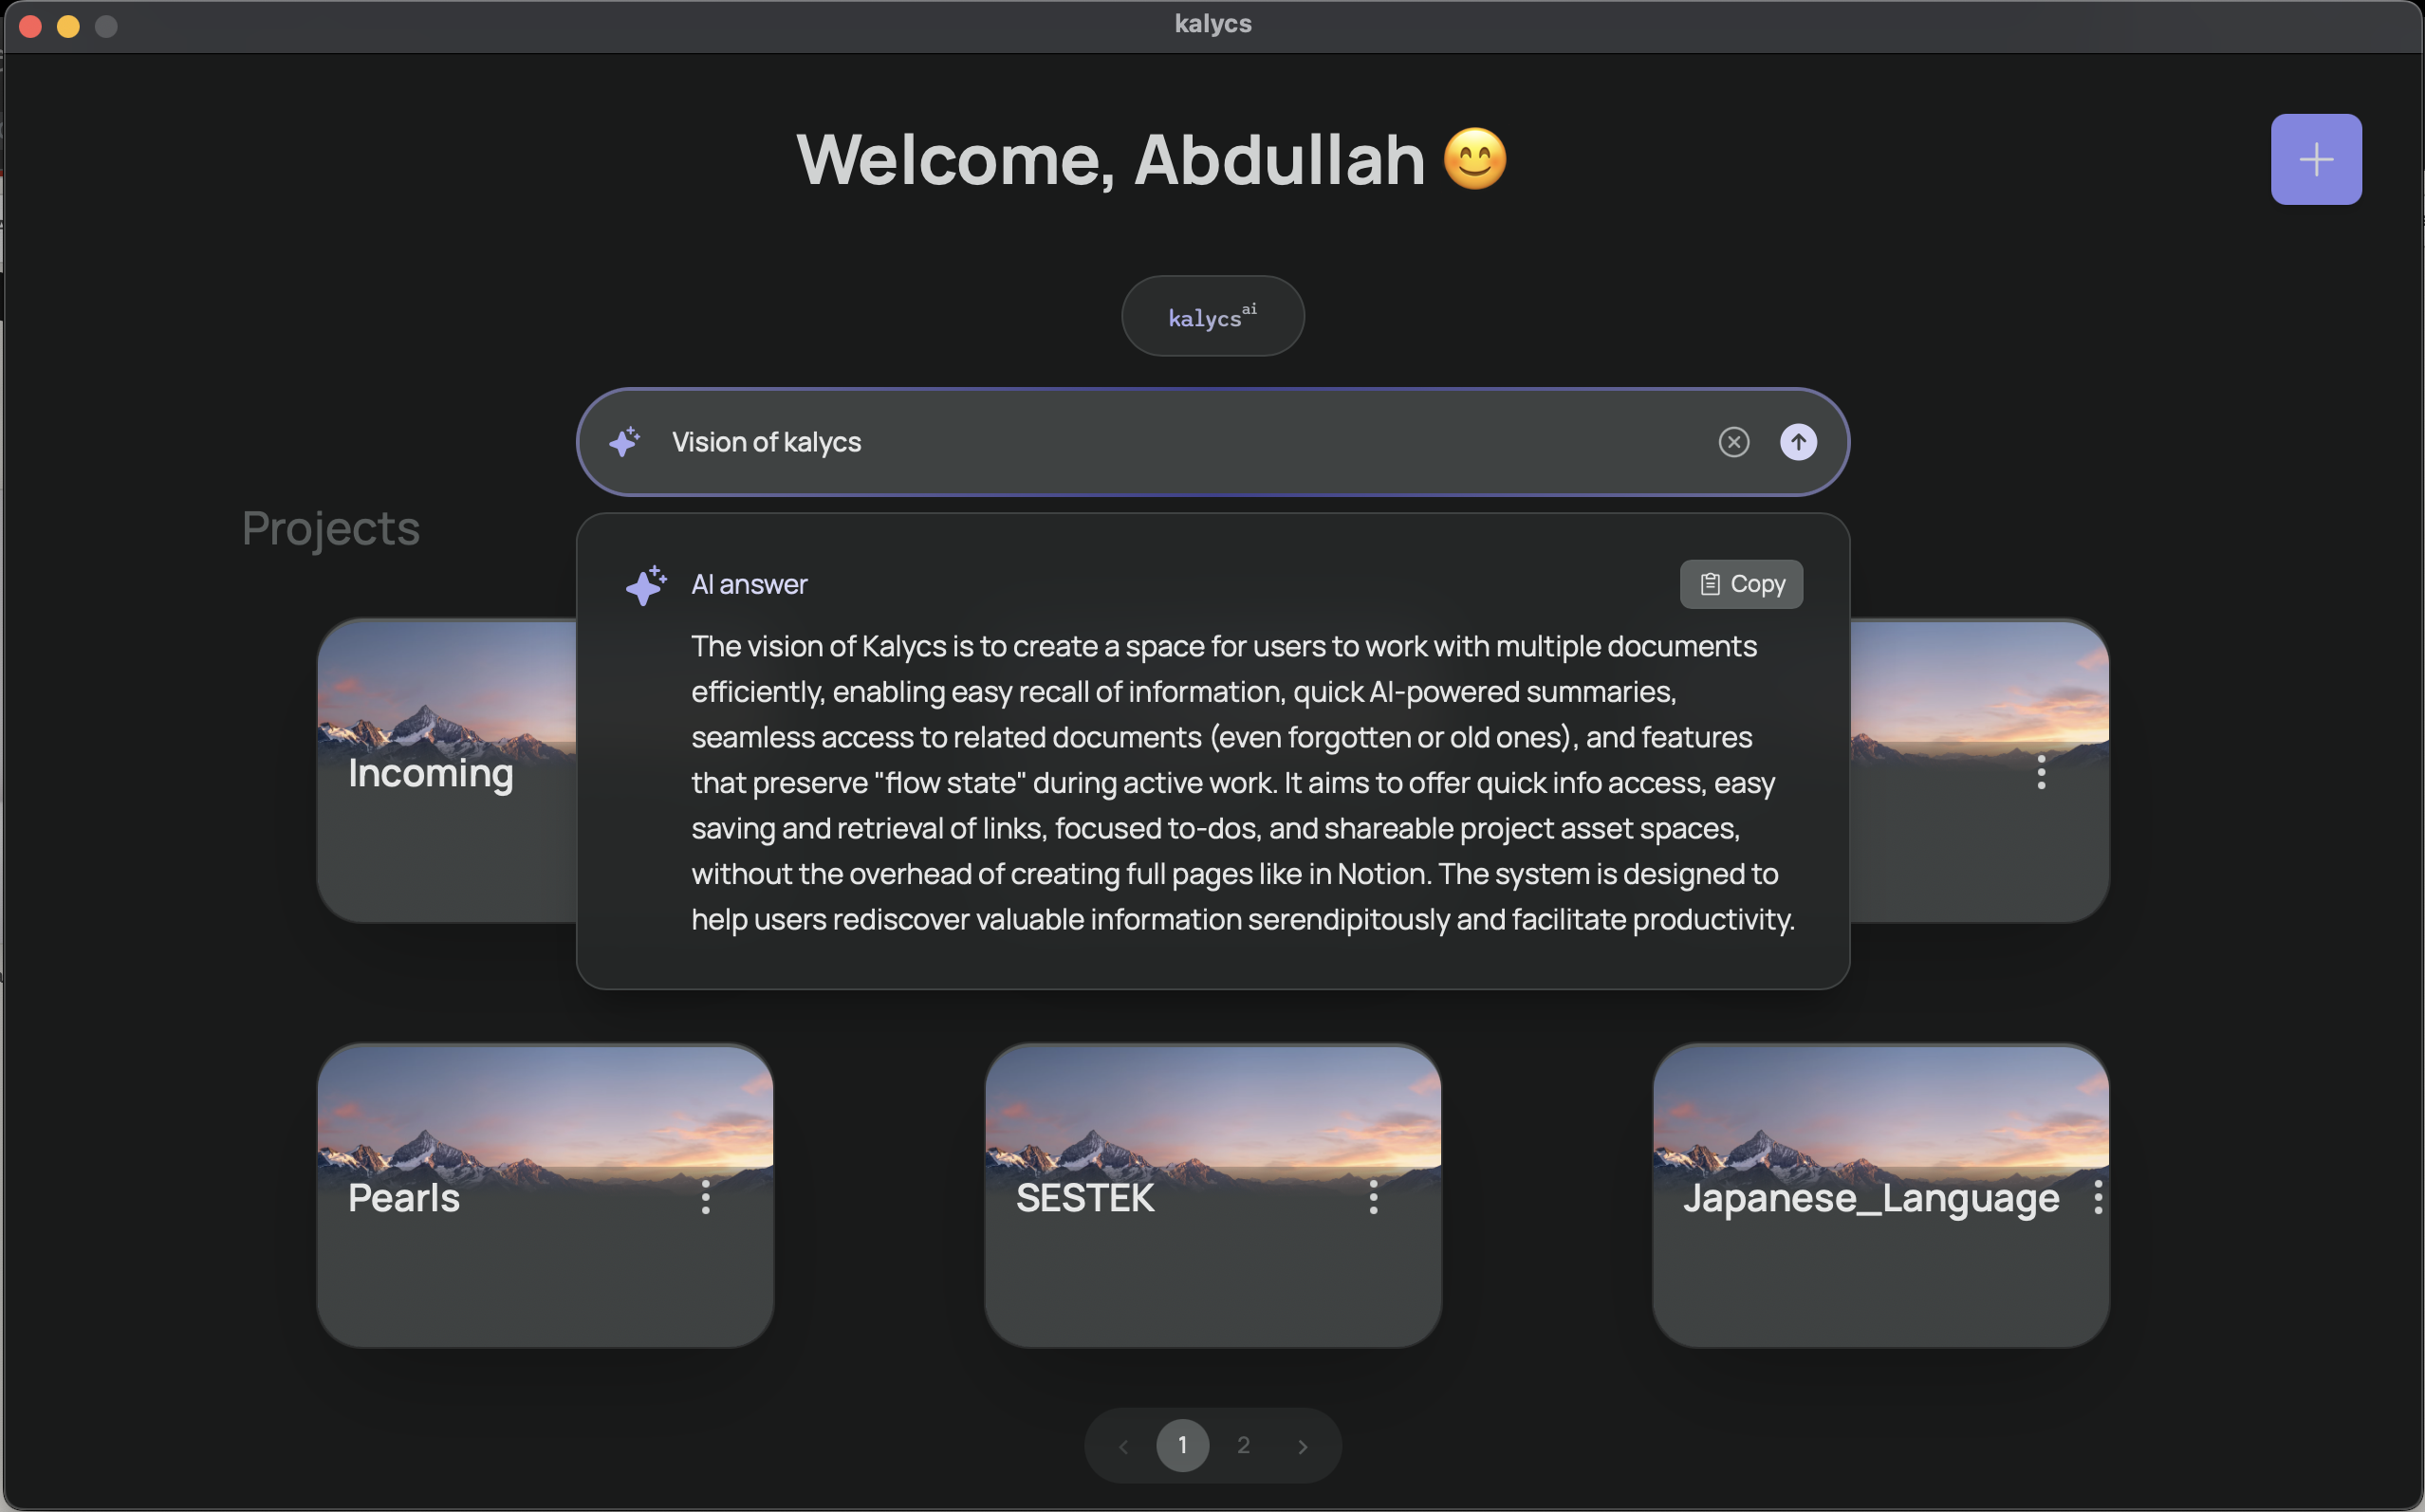 kalycs
Welcome, Abdullah 😊
kalycs ai
Vision of kalycs
Projects
AI answer
Copy
The vision of Kalycs is to create a space for users to work with multiple documents
efficiently, enabling easy recall of information, quick AI-powered summaries,
seamless access to related documents (even forgotten or old ones), and features
that preserve "flow state" during active work. It aims to offer quick info access, easy
saving and retrieval of links, focused to-dos, and shareable project asset spaces,
without the overhead of creating full pages like in Notion. The system is designed to
help users rediscover valuable information serendipitously and facilitate productivity.
Incoming
Pearls
SESTEK
Japanese_Language
1 2